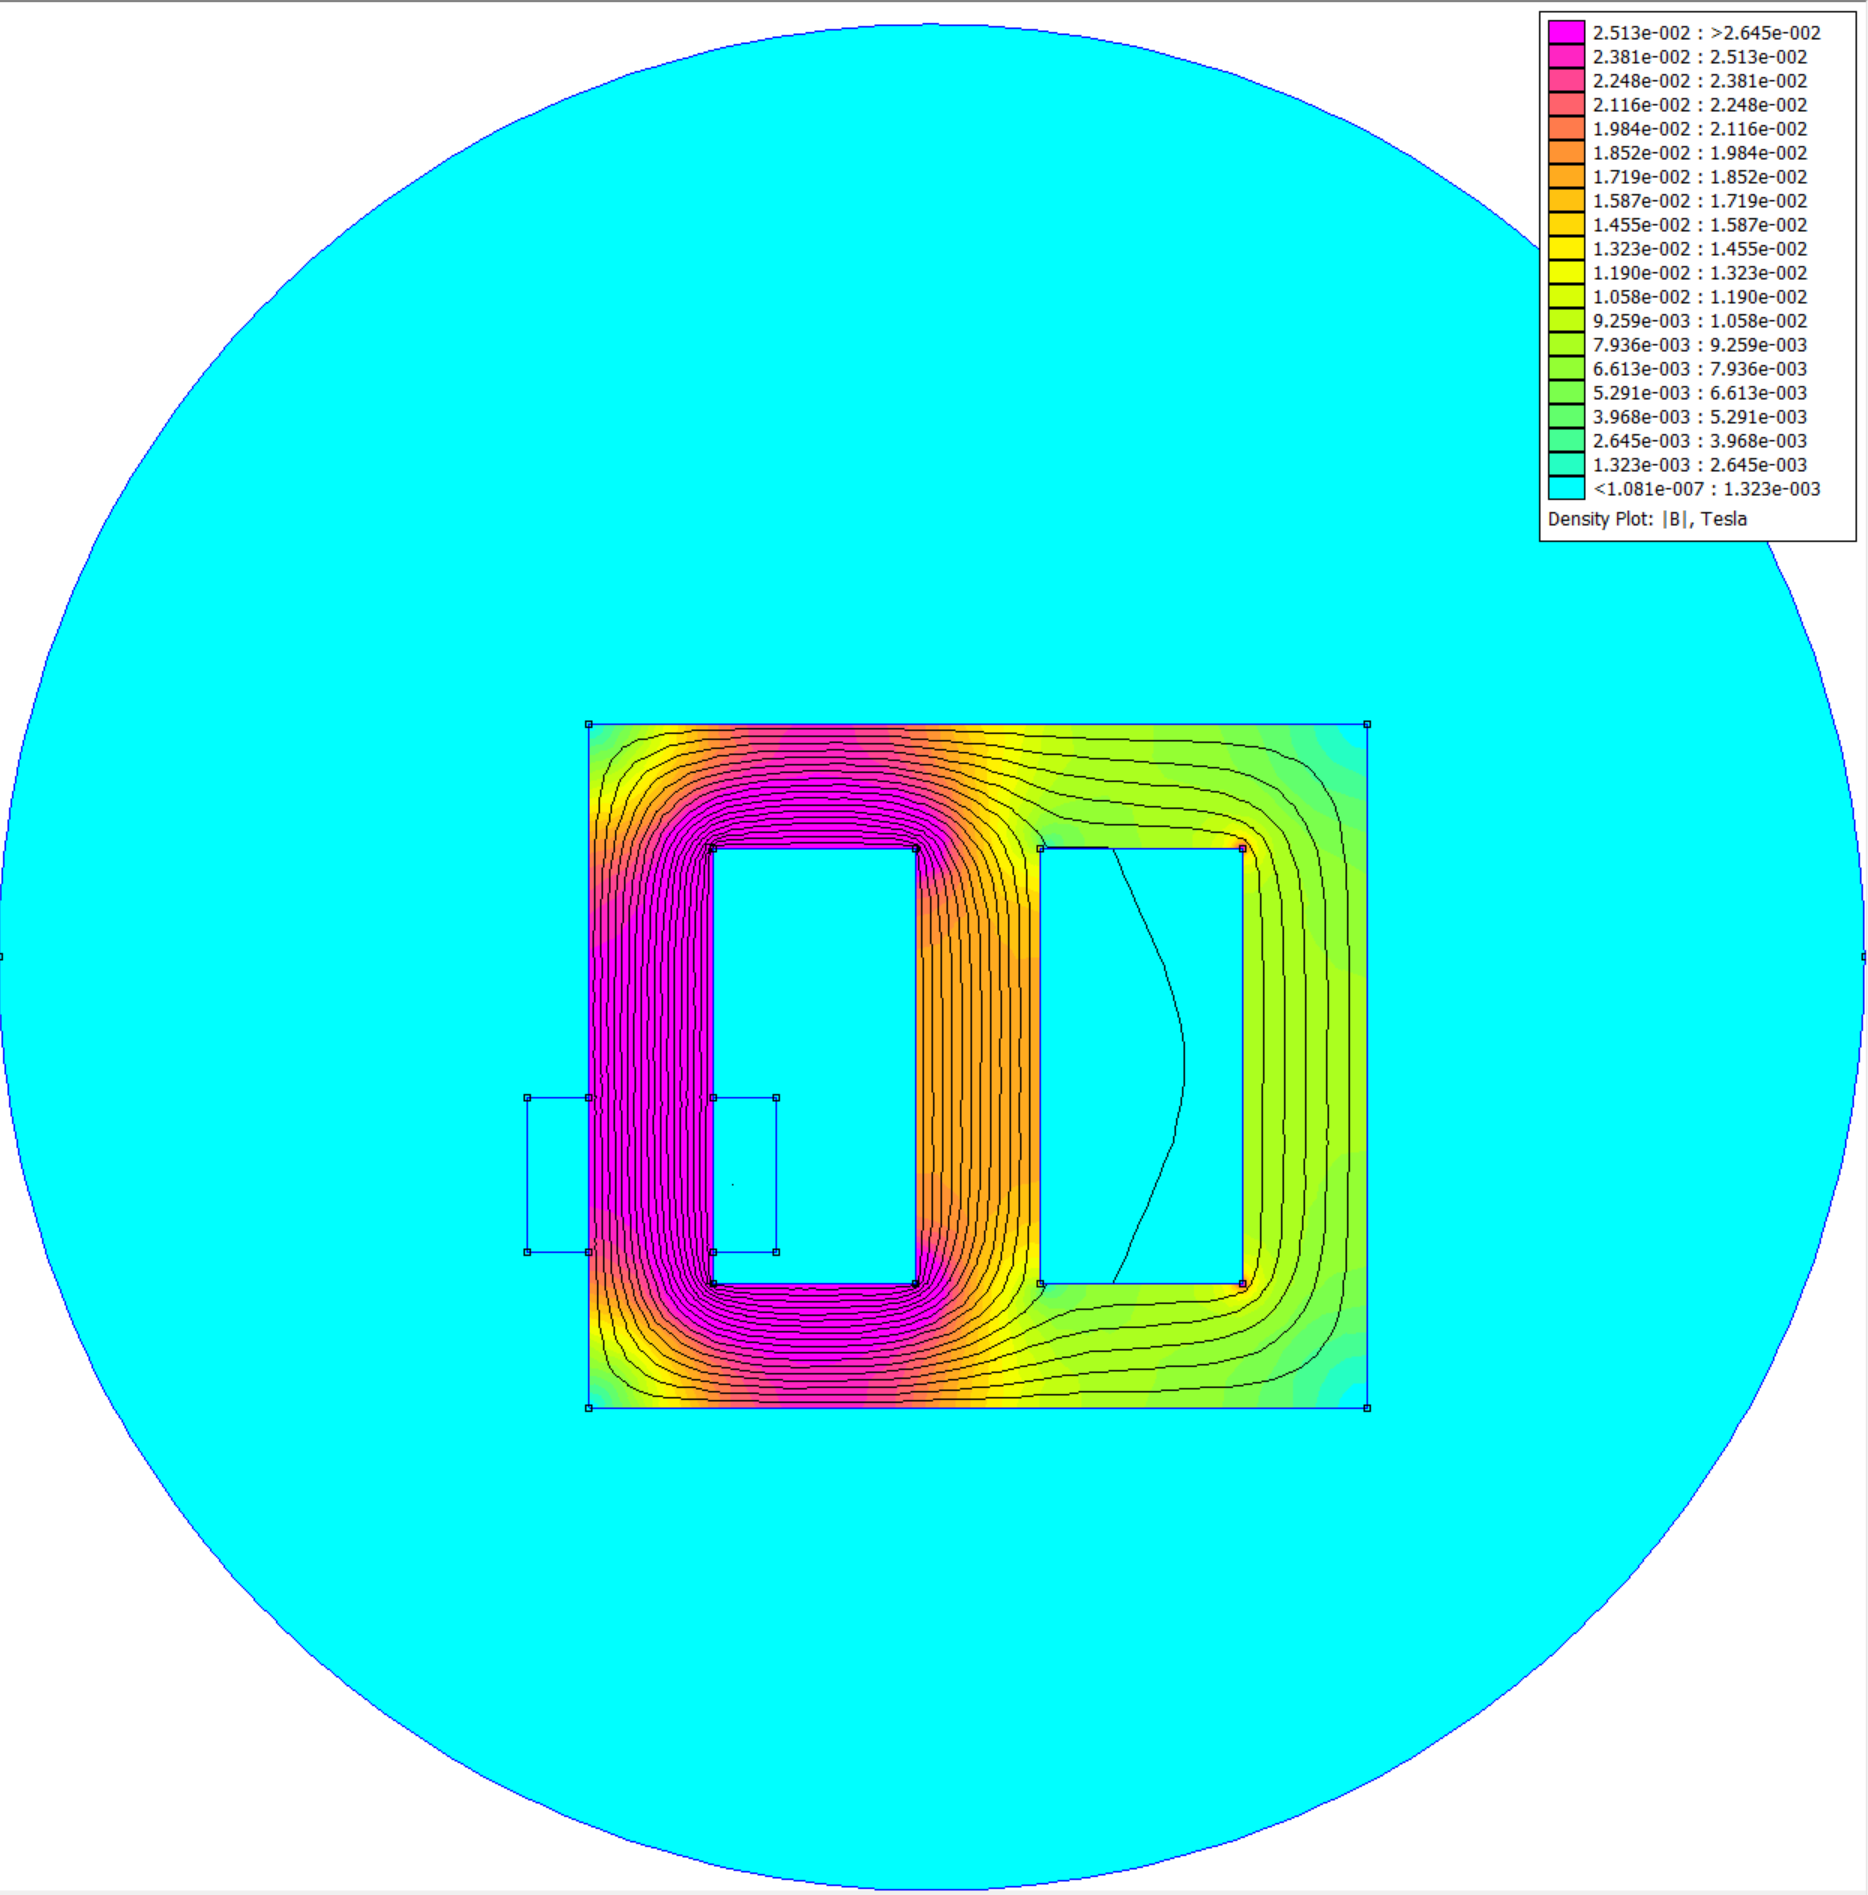 2.513e-002 : >2.645e-002
2.381e-002 : 2.513e-002
2.248e-002 : 2.381e-002
2.116e-002 : 2.248e-002
1.984e-002 : 2.116e-002
1.852e-002 : 1.984e-002
1.719e-002 : 1.852e-002
1.587e-002 : 1.719e-002
1.455e-002 : 1.587e-002
1.323e-002 : 1.455e-002
1.190e-002 : 1.323e-002
1.058e-002 : 1.190e-002
9.259e-003 : 1.058e-002
7.936e-003 : 9.259e-003
6.613e-003 : 7.936e-003
5.291e-003 : 6.613e-003
3.968e-003 : 5.291e-003
2.645e-003 : 3.968e-003
1.323e-003 : 2.645e-003
<1.081e-007 : 1.323e-003
Density Plot: |B|, Tesla